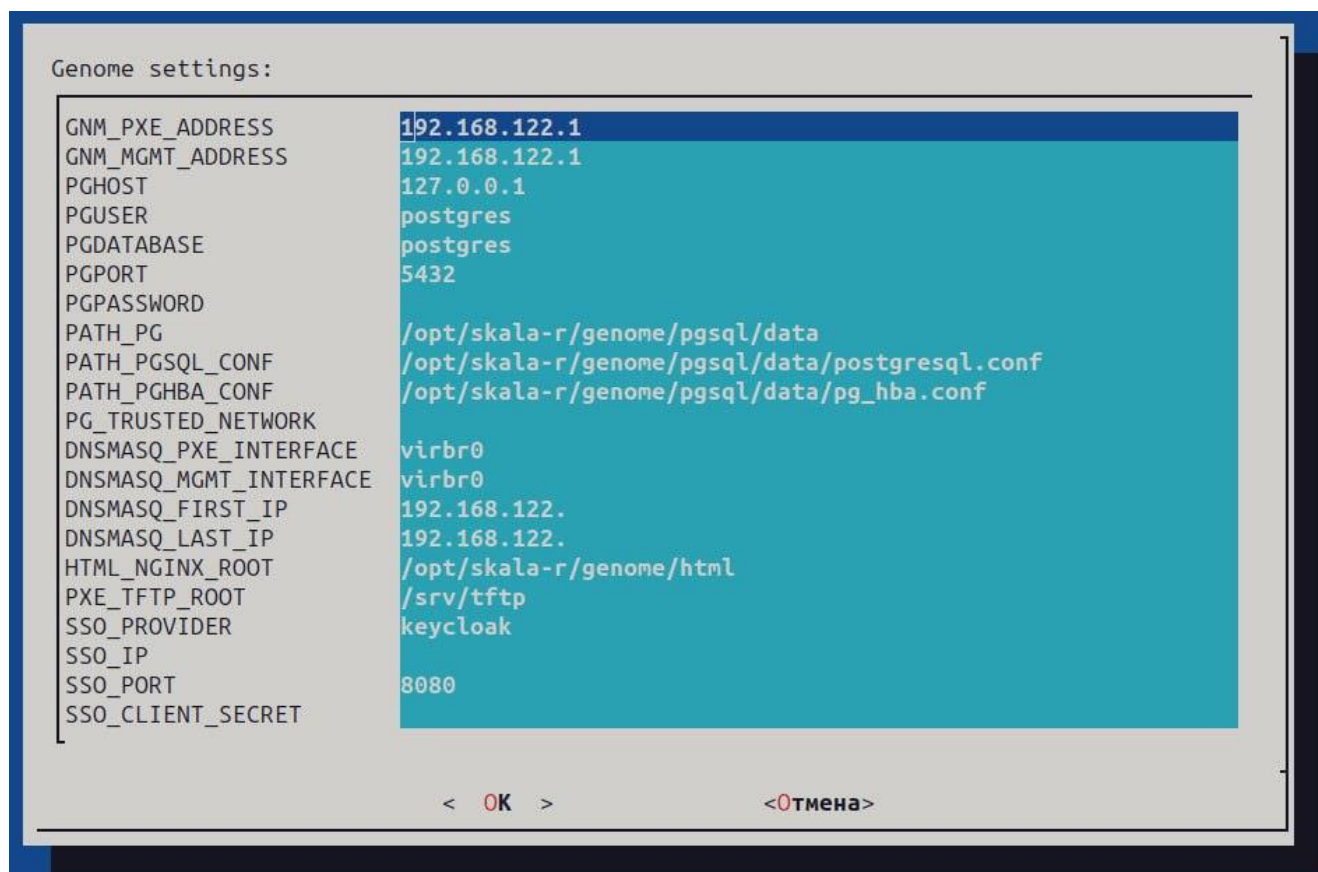 Genome settings:
GNM_PXE_ADDRESS 192.168.122.1
GNM_MGMT_ADDRESS 192.168.122.1
PGHOST 127.0.0.1
PGUSER postgres
PGDATABASE postgres
PGPORT 5432
PGPASSWORD
PATH_PG /opt/skala-r/genome/pgsql/data
PATH_PGSQL_CONF /opt/skala-r/genome/pgsql/data/postgresql.conf
PATH_PGHBA_CONF /opt/skala-r/genome/pgsql/data/pg_hba.conf
PG_TRUSTED_NETWORK
DNSMASQ_PXE_INTERFACE virbr0
DNSMASQ_MGMT_INTERFACE virbr0
DNSMASQ_FIRST_IP 192.168.122.
DNSMASQ_LAST_IP 192.168.122.
HTML_NGINX_ROOT /opt/skala-r/genome/html
PXE_TFTP_ROOT /srv/tftp
SSO_PROVIDER keycloak
SSO_IP
SSO_PORT 8080
SSO_CLIENT_SECRET
< OK > <Отмена>